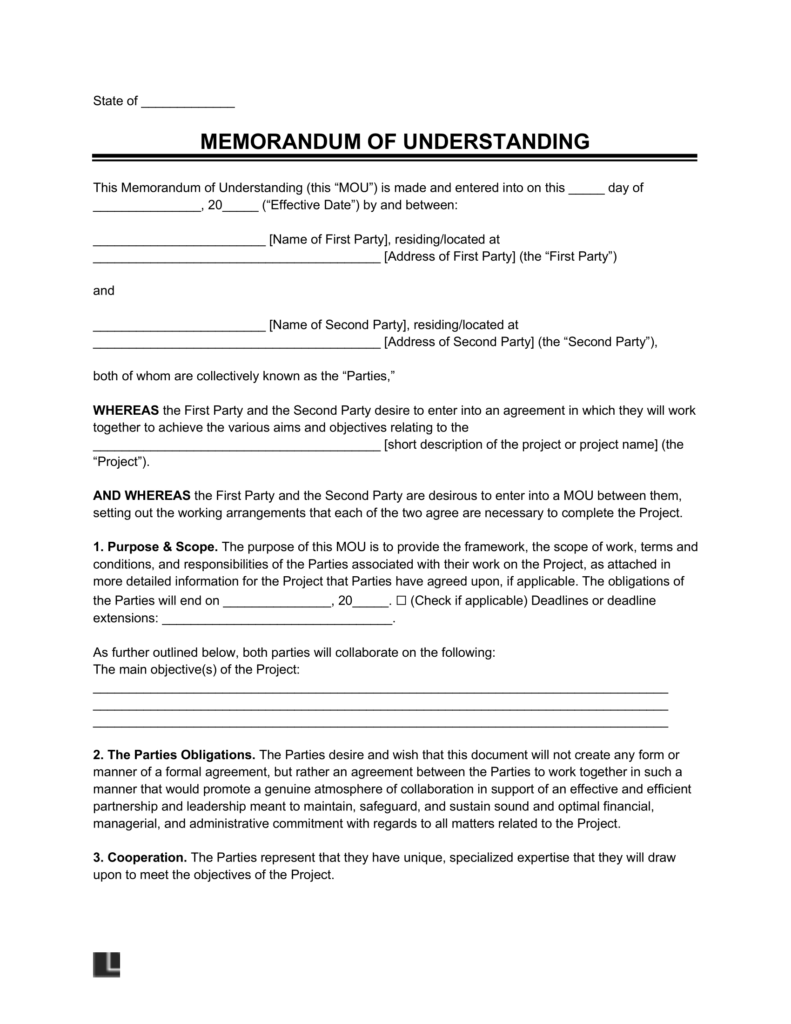 State of _____________
MEMORANDUM OF UNDERSTANDING
This Memorandum of Understanding (this “MOU”) is made and entered into on this _____ day of
_______________, 20_____ (“Effective Date”) by and between:
________________________ [Name of First Party], residing/located at
________________________________________ [Address of First Party] (the “First Party”)
and
________________________ [Name of Second Party], residing/located at
________________________________________ [Address of Second Party] (the “Second Party”),
both of whom are collectively known as the “Parties,”
WHEREAS the First Party and the Second Party desire to enter into an agreement in which they will work
together to achieve the various aims and objectives relating to the
________________________________________ [short description of the project or project name] (the
“Project”).
AND WHEREAS the First Party and the Second Party are desirous to enter into a MOU between them,
setting out the working arrangements that each of the two agree are necessary to complete the Project.
1. Purpose & Scope. The purpose of this MOU is to provide the framework, the scope of work, terms and
conditions, and responsibilities of the Parties associated with their work on the Project, as attached in
more detailed information for the Project that Parties have agreed upon, if applicable. The obligations of
the Parties will end on _______________, 20_____. ☐ (Check if applicable) Deadlines or deadline
extensions: ________________________________.
As further outlined below, both parties will collaborate on the following:
The main objective(s) of the Project:
________________________________________________________________________________
________________________________________________________________________________
________________________________________________________________________________
2. The Parties Obligations. The Parties desire and wish that this document will not create any form or
manner of a formal agreement, but rather an agreement between the Parties to work together in such a
manner that would promote a genuine atmosphere of collaboration in support of an effective and efficient
partnership and leadership meant to maintain, safeguard, and sustain sound and optimal financial,
managerial, and administrative commitment with regards to all matters related to the Project.
3. Cooperation. The Parties represent that they have unique, specialized expertise that they will draw
upon to meet the objectives of the Project.